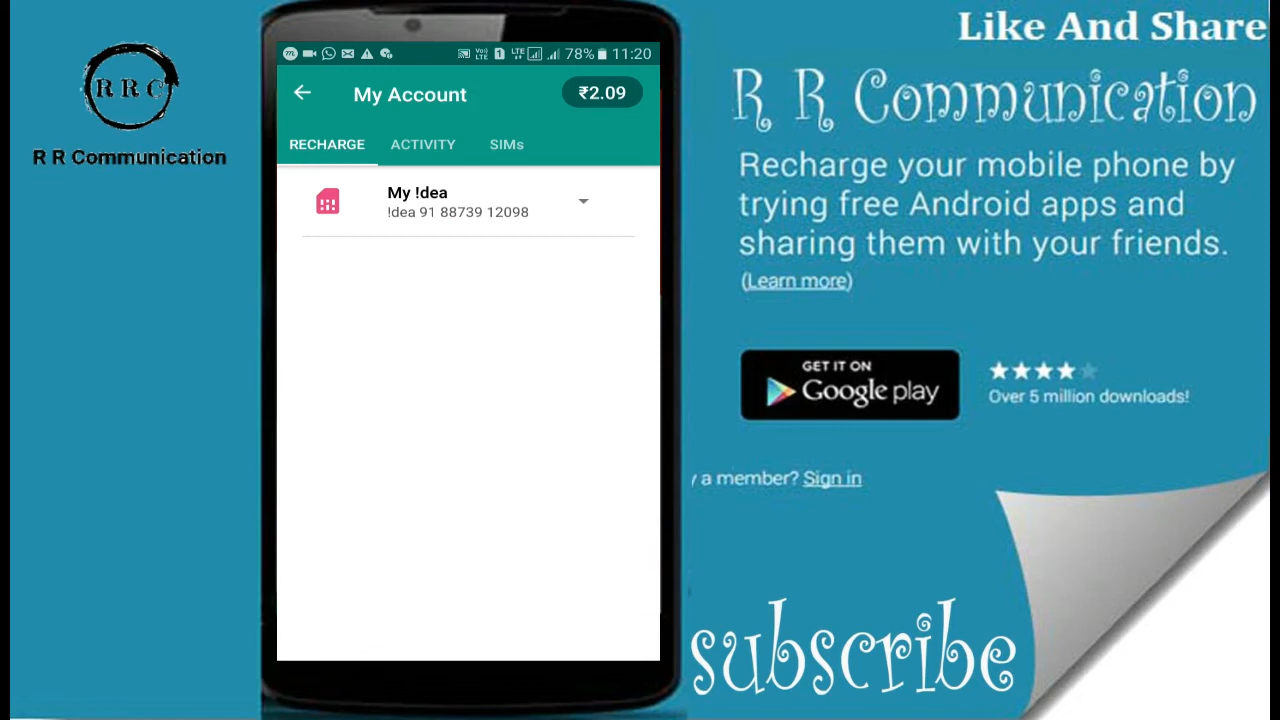 R R C
R R Communication
78% 11:20
My Account
₹2.09
RECHARGE ACTIVITY SIMs
My !dea
!dea 91 88739 12098
Like And Share
R R Communication
Recharge your mobile phone by
trying free Android apps and
sharing them with your friends.
(Learn more)
GET IT ON
Google play
Over 5 million downloads!
a member? Sign in
subscribe